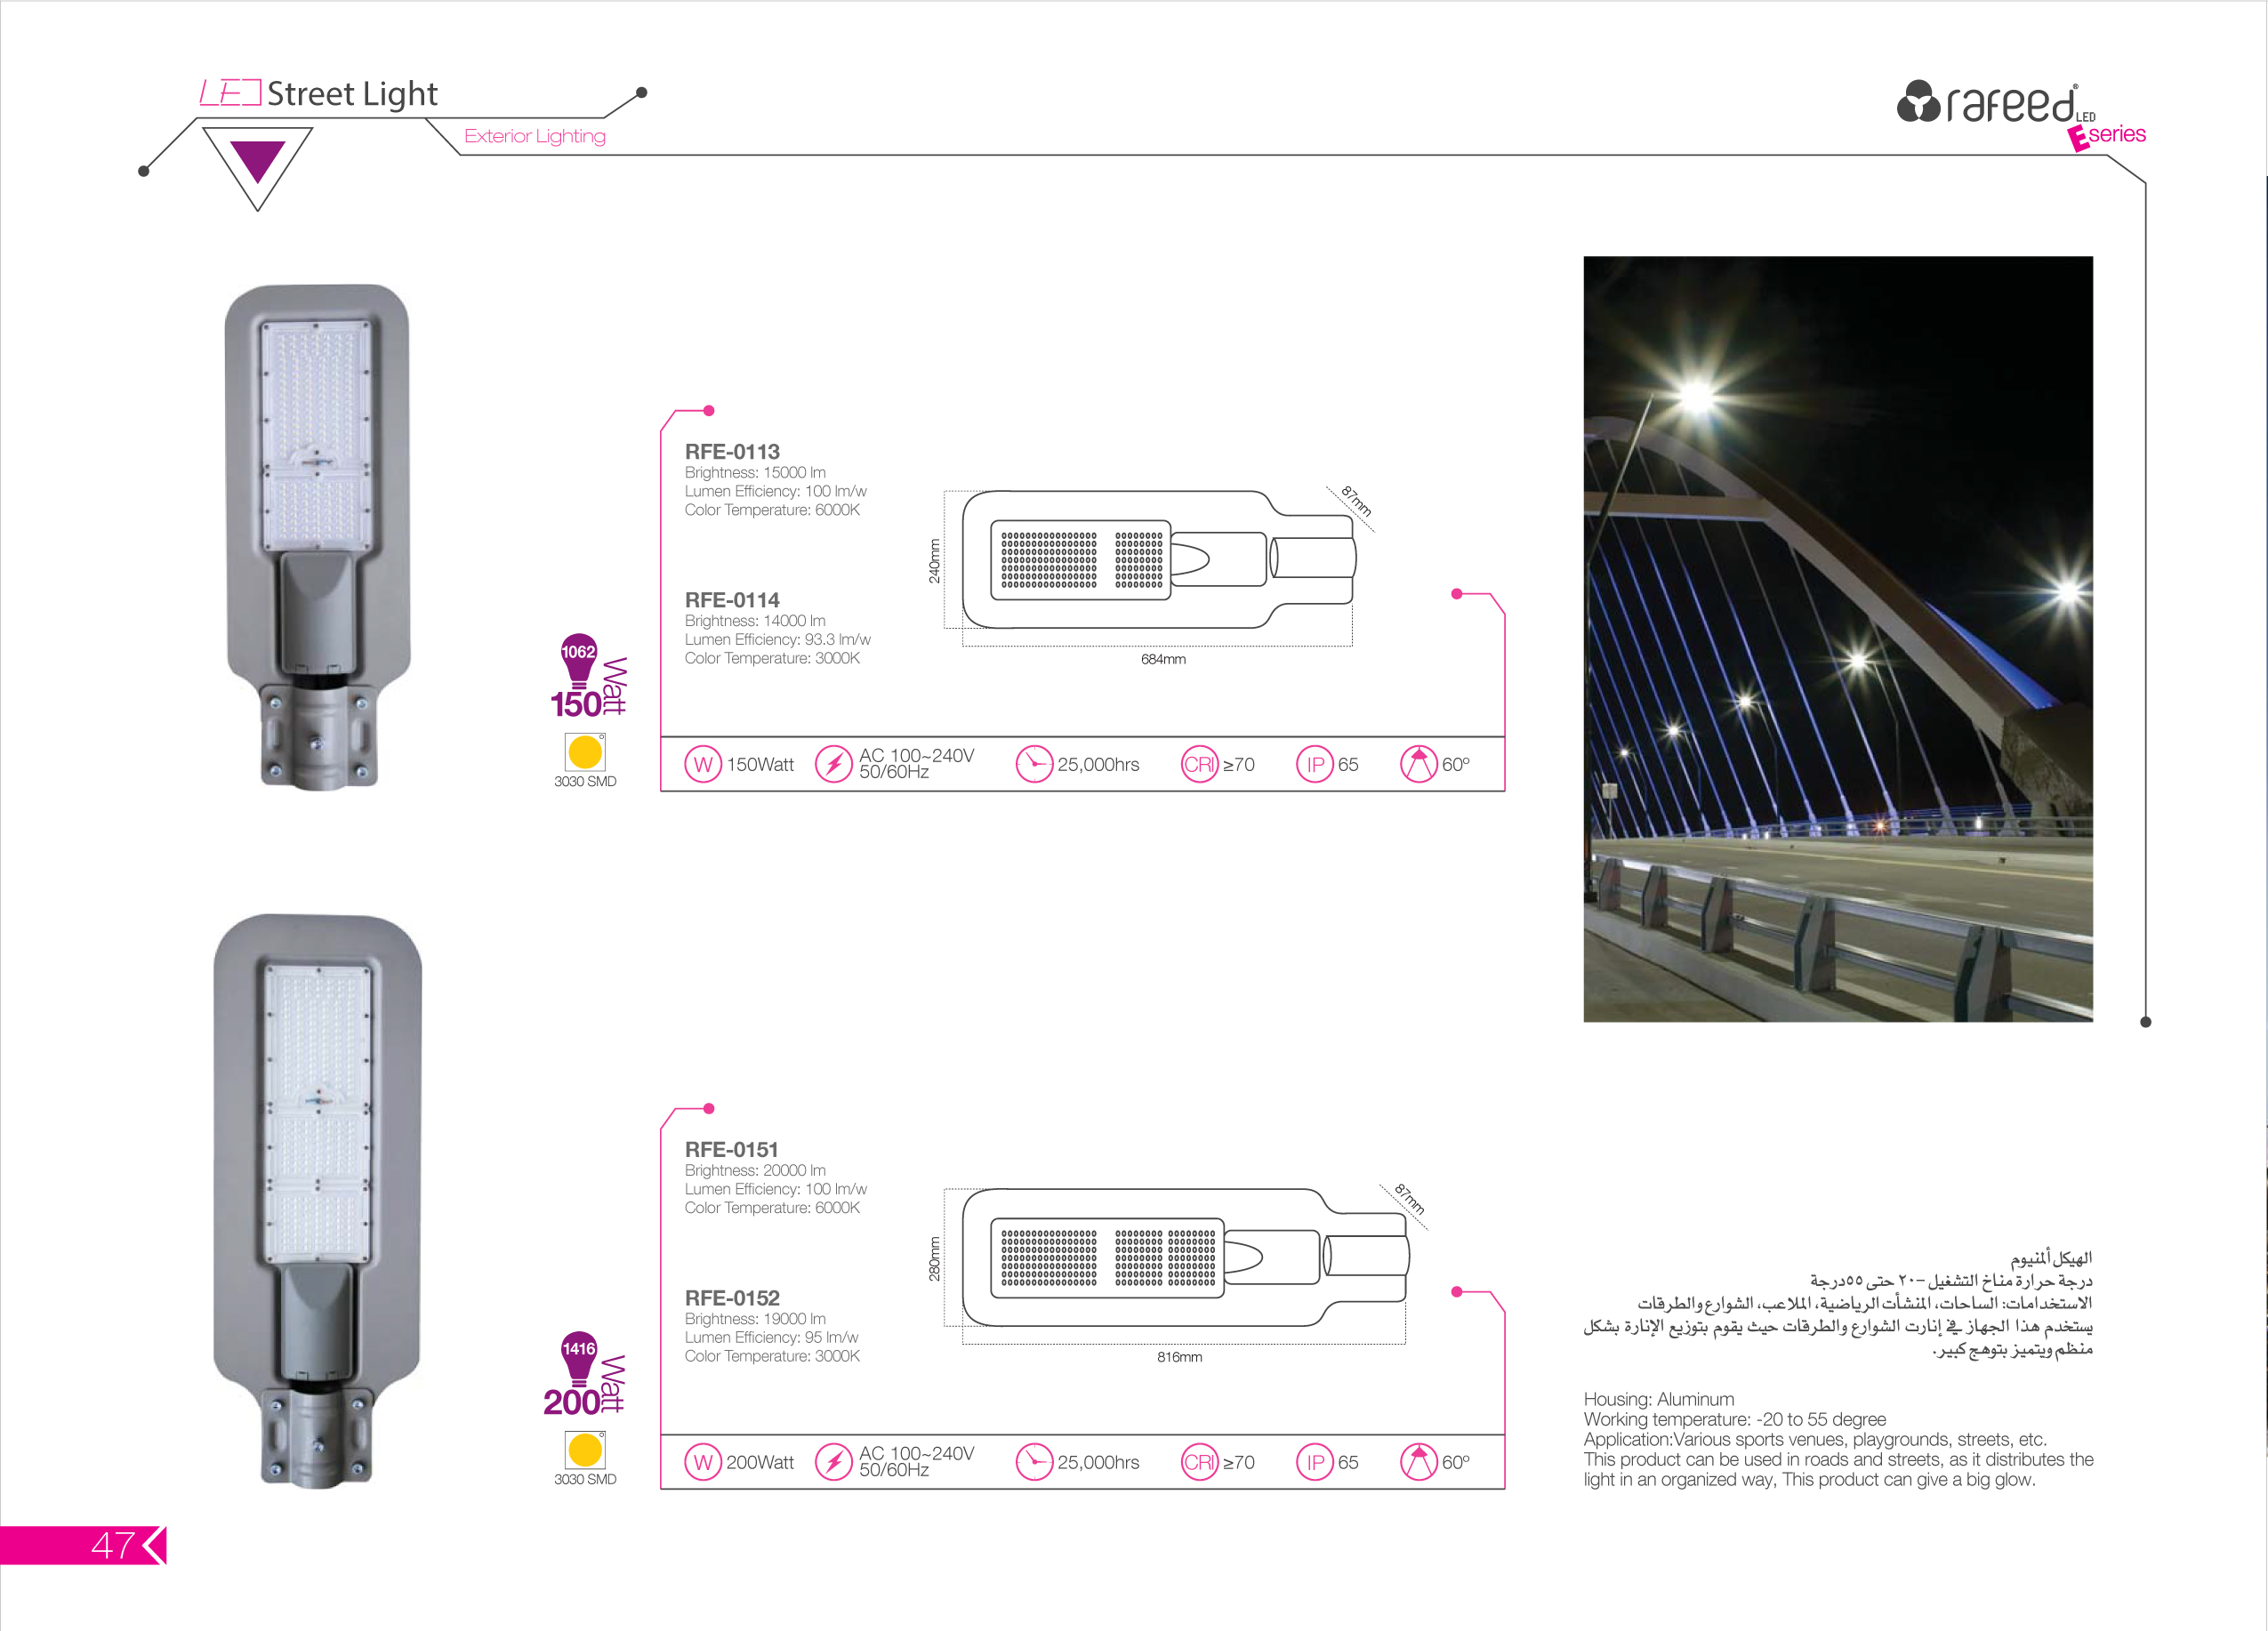 LED Street Light
Exterior Lighting
rafeed® LED
E series
RFE-0113
Brightness: 15000 lm
Lumen Efficiency: 100 lm/w
Color Temperature: 6000K
RFE-0114
Brightness: 14000 lm
Lumen Efficiency: 93.3 lm/w
Color Temperature: 3000K
240mm
87mm
684mm
1062
150 Watt
3030 SMD
W 150Watt
AC 100~240V
50/60Hz
25,000hrs
CRI ≥70
IP 65
60º
RFE-0151
Brightness: 20000 lm
Lumen Efficiency: 100 lm/w
Color Temperature: 6000K
RFE-0152
Brightness: 19000 lm
Lumen Efficiency: 95 lm/w
Color Temperature: 3000K
280mm
87mm
816mm
1416
200 Watt
3030 SMD
W 200Watt
AC 100~240V
50/60Hz
25,000hrs
CRI ≥70
IP 65
60º
الهيكل ألمنيوم
درجة حرارة مناخ التشغيل -٢٠ حتى ٥٥درجة
الاستخدامات: الساحات، المنشأت الرياضية، الملاعب، الشوارع والطرقات
يستخدم هذا الجهاز في إنارت الشوارع والطرقات حيث يقوم بتوزيع الإنارة بشكل
منظم ويتميز بتوهج كبير.
Housing: Aluminum
Working temperature: -20 to 55 degree
Application:Various sports venues, playgrounds, streets, etc.
This product can be used in roads and streets, as it distributes the
light in an organized way, This product can give a big glow.
47